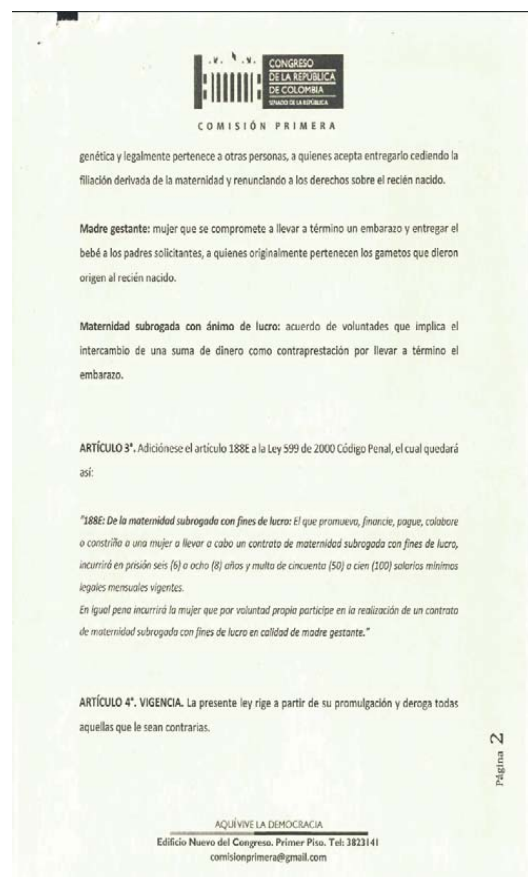 CONGRESO
DE LA REPÚBLICA
DE COLOMBIA
SENADO DE LA REPÚBLICA
COMISIÓN PRIMERA
genética y legalmente pertenece a otras personas, a quienes acepta entregarlo cediendo la
filiación derivada de la maternidad y renunciando a los derechos sobre el recién nacido.
Madre gestante: mujer que se compromete a llevar a término un embarazo y entregar el
bebé a los padres solicitantes, a quienes originalmente pertenecen los gametos que dieron
origen al recién nacido.
Maternidad subrogada con ánimo de lucro: acuerdo de voluntades que implica el
intercambio de una suma de dinero como contraprestación por llevar a término el
embarazo.
ARTÍCULO 3°. Adiciónese el artículo 188E a la Ley 599 de 2000 Código Penal, el cual quedará
así:
"188E: De la maternidad subrogada con fines de lucro: El que promueva, financie, pague, colabore
o constriña a una mujer a llevar a cabo un contrato de maternidad subrogada con fines de lucro,
incurrirá en prisión seis (6) a ocho (8) años y multa de cincuenta (50) a cien (100) salarios mínimos
legales mensuales vigentes.
En igual pena incurrirá la mujer que por voluntad propia participe en la realización de un contrato
de maternidad subrogada con fines de lucro en calidad de madre gestante."
ARTÍCULO 4°. VIGENCIA. La presente ley rige a partir de su promulgación y deroga todas
aquellas que le sean contrarias.
Página 2
AQUÍ VIVE LA DEMOCRACIA
Edificio Nuevo del Congreso. Primer Piso. Tel: 3823141
comisionprimera@gmail.com